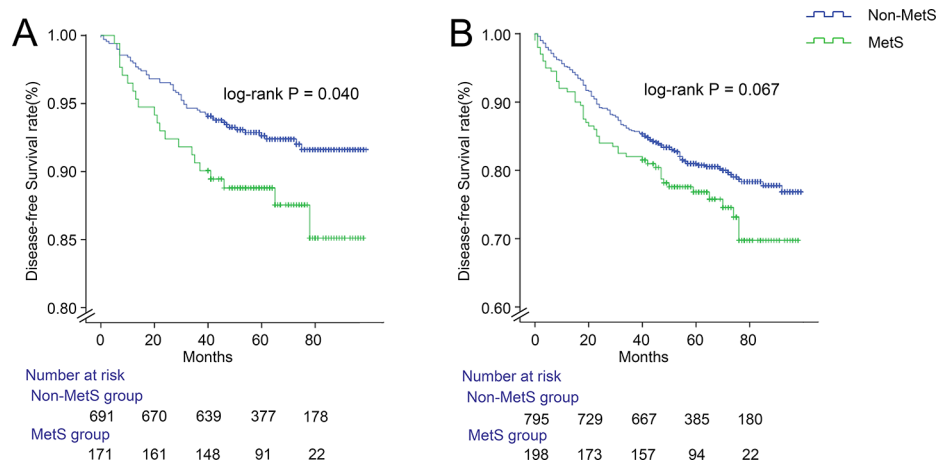 A
Disease-free Survival rate(%)
1.00
0.95
0.90
0.85
0.80
log-rank P = 0.040
0 20 40 60 80
Months
Number at risk
Non-MetS group
691 670 639 377 178
MetS group
171 161 148 91 22
B
Disease-free Survival rate(%)
1.00
0.90
0.80
0.70
0.60
log-rank P = 0.067
0 20 40 60 80
Months
Number at risk
Non-MetS group
795 729 667 385 180
MetS group
198 173 157 94 22
Non-MetS
MetS